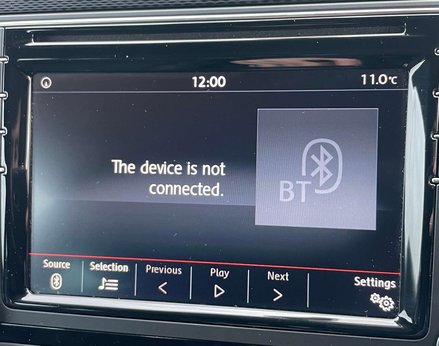 12:00
11.0°C
The device is not
connected.
BT
Source
Selection
Previous
Play
Next
Settings